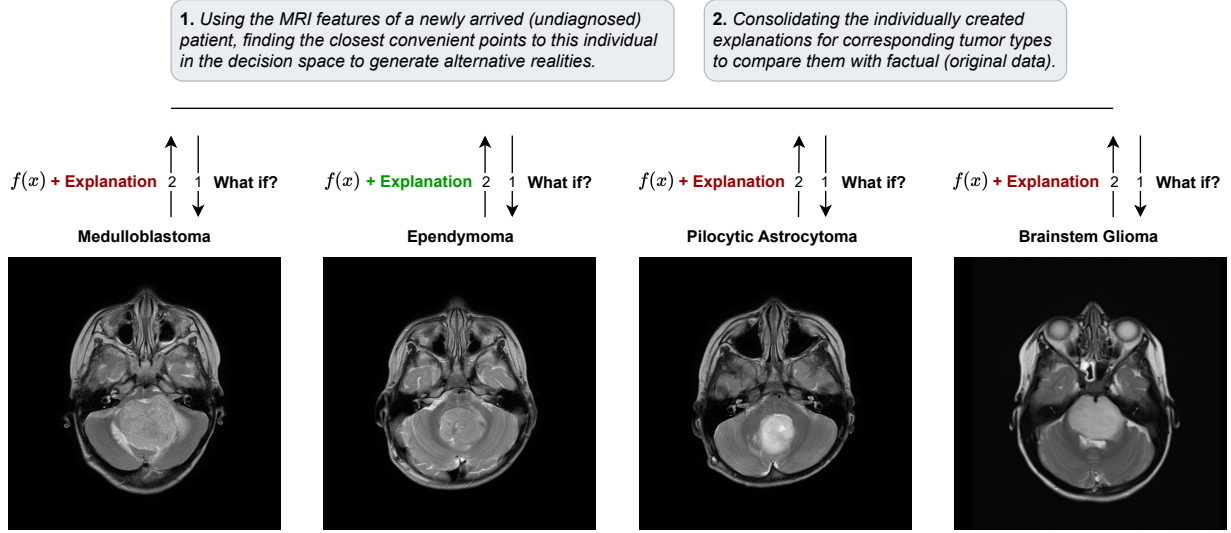 1. Using the MRI features of a newly arrived (undiagnosed)
patient, finding the closest convenient points to this individual
in the decision space to generate alternative realities.
2. Consolidating the individually created
explanations for corresponding tumor types
to compare them with factual (original data).
f(x) + Explanation 2 1 What if?
f(x) + Explanation 2 1 What if?
f(x) + Explanation 2 1 What if?
f(x) + Explanation 2 1 What if?
Medulloblastoma
Ependymoma
Pilocytic Astrocytoma
Brainstem Glioma